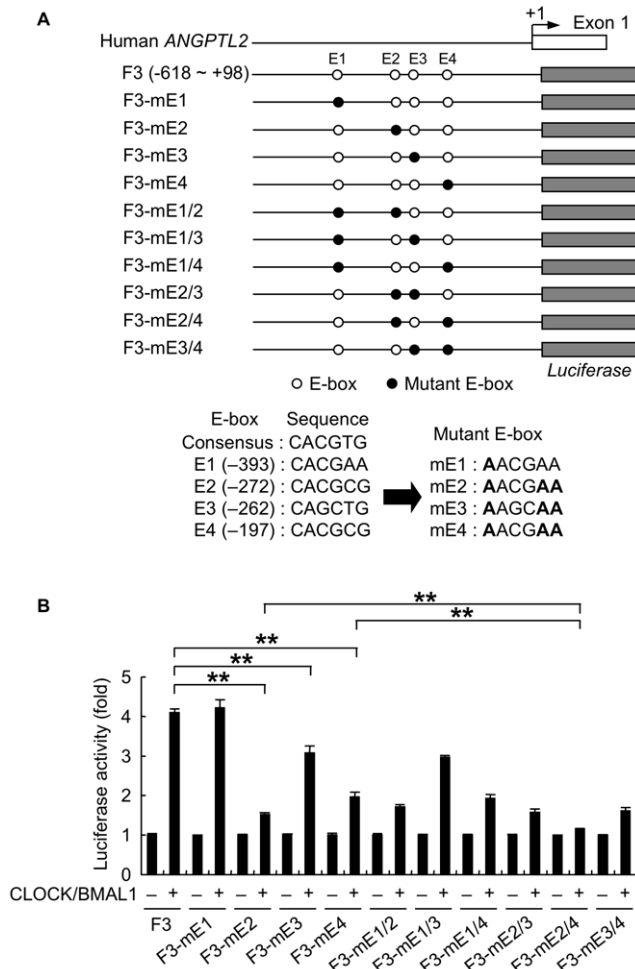 A
+1
Exon 1
Human ANGPTL2
E1 E2 E3 E4
F3 (-618 ~ +98)
F3-mE1
F3-mE2
F3-mE3
F3-mE4
F3-mE1/2
F3-mE1/3
F3-mE1/4
F3-mE2/3
F3-mE2/4
F3-mE3/4
Luciferase
E-box
Mutant E-box
E-box Sequence
Consensus : CACGTG
E1 (–393) : CACGAA
E2 (–272) : CACGCG
E3 (–262) : CAGCTG
E4 (–197) : CACGCG
Mutant E-box
mE1 : AACGAA
mE2 : AACGAA
mE3 : AAGCAA
mE4 : AACGAA
B
**
**
**
**
**
Luciferase activity (fold)
5
4
3
2
1
0
CLOCK/BMAL1 – + – + – + – + – + – + – + – + – + – + – +
F3
F3-mE1
F3-mE2
F3-mE3
F3-mE4
F3-mE1/2
F3-mE1/3
F3-mE1/4
F3-mE2/3
F3-mE2/4
F3-mE3/4